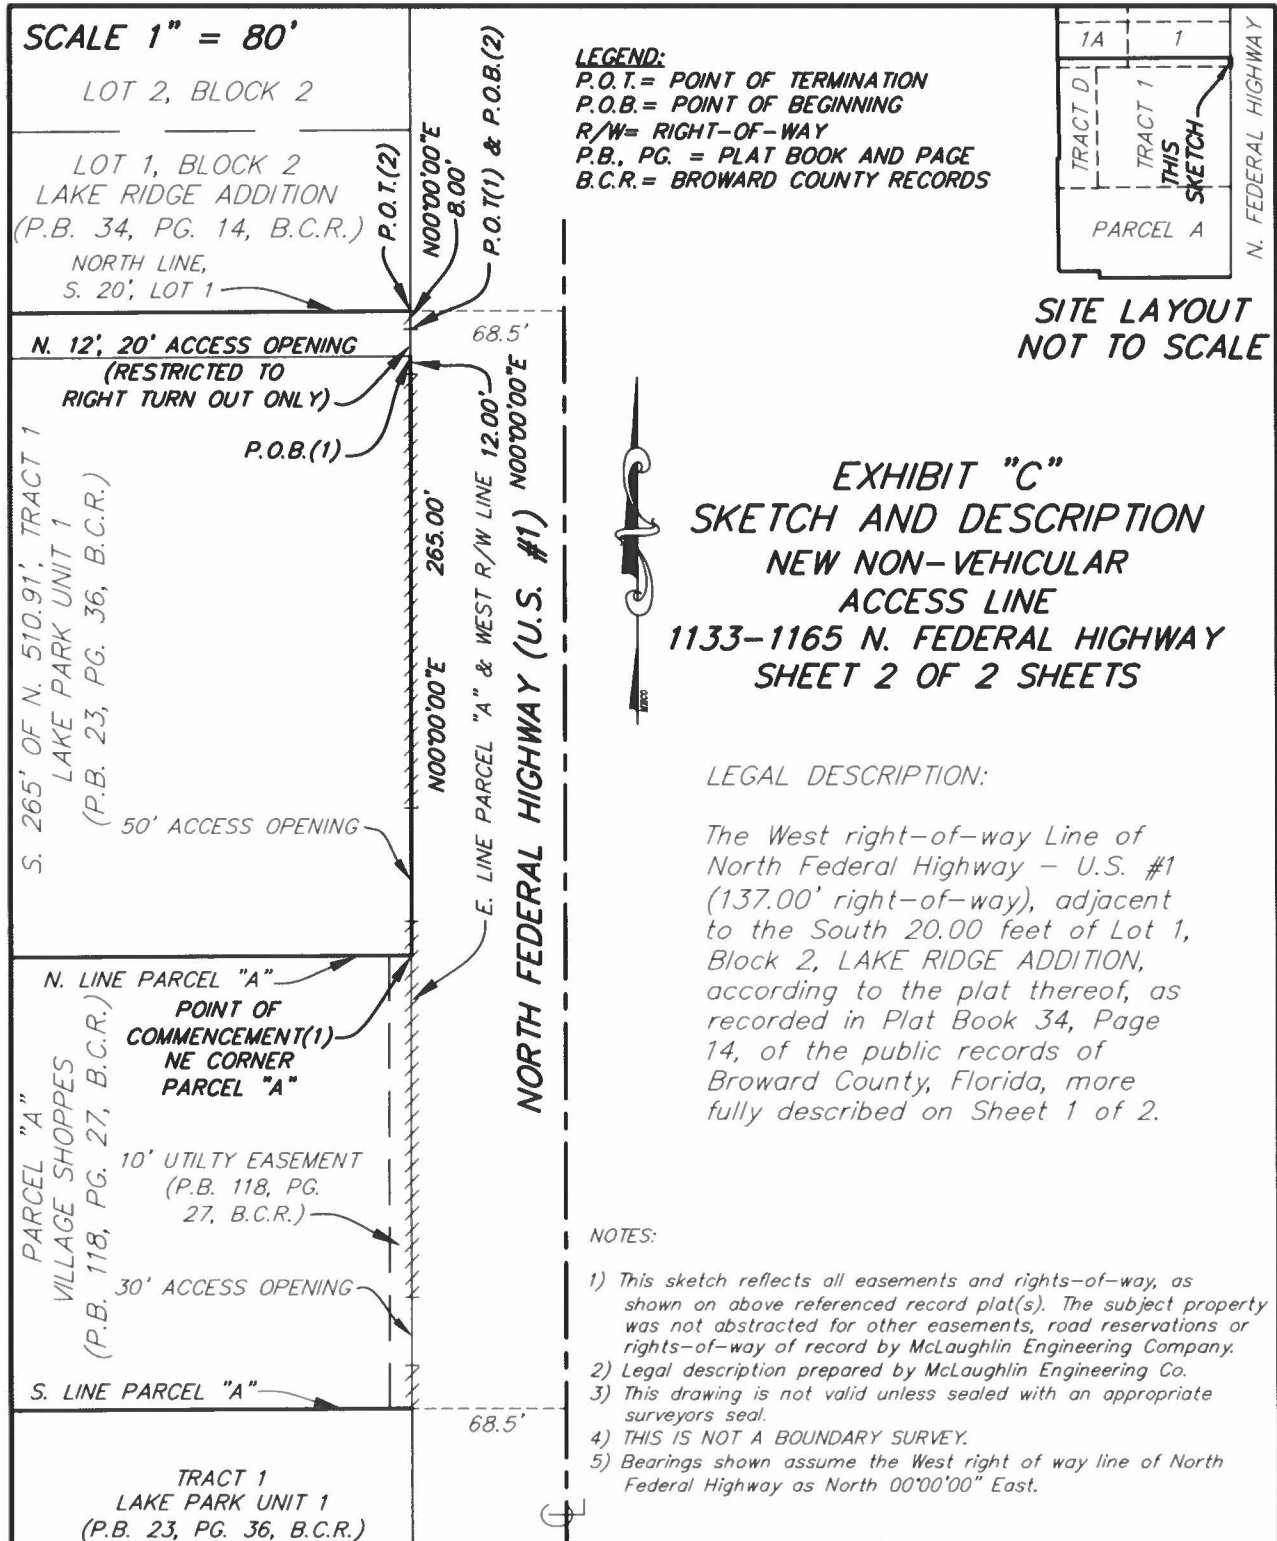 SCALE 1" = 80'
LOT 2, BLOCK 2
LOT 1, BLOCK 2
LAKE RIDGE ADDITION
(P.B. 34, PG. 14, B.C.R.)
NORTH LINE,
S. 20', LOT 1
P.O.T.(2)
N00°00'00"E
8.00'
P.O.T(1) & P.O.B.(2)
LEGEND:
P.O.T.= POINT OF TERMINATION
P.O.B.= POINT OF BEGINNING
R/W= RIGHT-OF-WAY
P.B., PG. = PLAT BOOK AND PAGE
B.C.R.= BROWARD COUNTY RECORDS
1A
1
TRACT D
TRACT 1
THIS
SKETCH
PARCEL A
N. FEDERAL HIGHWAY
SITE LAYOUT
NOT TO SCALE
68.5'
N. 12', 20' ACCESS OPENING
(RESTRICTED TO
RIGHT TURN OUT ONLY)
P.O.B.(1)
S. 265' OF N. 510.91', TRACT 1
LAKE PARK UNIT 1
(P.B. 23, PG. 36, B.C.R.)
N00°00'00"E
265.00'
E. LINE PARCEL "A" & WEST R/W LINE
12.00'
N00°00'00"E
NORTH FEDERAL HIGHWAY (U.S. #1)
50' ACCESS OPENING
EXHIBIT "C"
SKETCH AND DESCRIPTION
NEW NON-VEHICULAR
ACCESS LINE
1133-1165 N. FEDERAL HIGHWAY
SHEET 2 OF 2 SHEETS
LEGAL DESCRIPTION:
The West right-of-way Line of
North Federal Highway - U.S. #1
(137.00' right-of-way), adjacent
to the South 20.00 feet of Lot 1,
Block 2, LAKE RIDGE ADDITION,
according to the plat thereof, as
recorded in Plat Book 34, Page
14, of the public records of
Broward County, Florida, more
fully described on Sheet 1 of 2.
N. LINE PARCEL "A"
POINT OF
COMMENCEMENT(1)
NE CORNER
PARCEL "A"
PARCEL "A"
VILLAGE SHOPPES
(P.B. 118, PG. 27, B.C.R.)
10' UTILTY EASEMENT
(P.B. 118, PG.
27, B.C.R.)
30' ACCESS OPENING
S. LINE PARCEL "A"
68.5'
TRACT 1
LAKE PARK UNIT 1
(P.B. 23, PG. 36, B.C.R.)
NOTES:
1) This sketch reflects all easements and rights-of-way, as
shown on above referenced record plat(s). The subject property
was not abstracted for other easements, road reservations or
rights-of-way of record by McLaughlin Engineering Company.
2) Legal description prepared by McLaughlin Engineering Co.
3) This drawing is not valid unless sealed with an appropriate
surveyors seal.
4) THIS IS NOT A BOUNDARY SURVEY.
5) Bearings shown assume the West right of way line of North
Federal Highway as North 00°00'00" East.